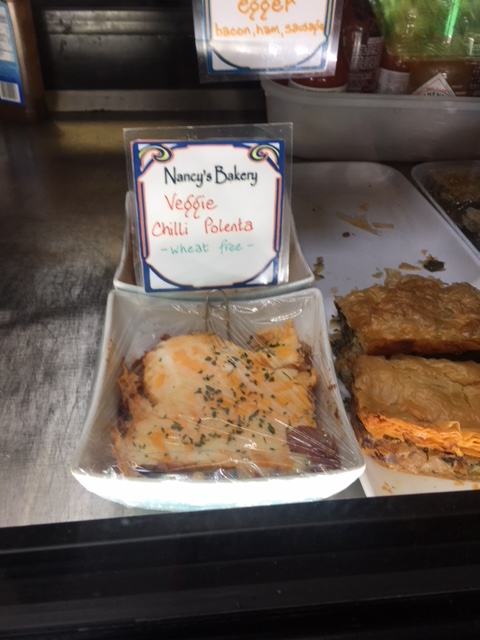 egger
bacon, ham, sausage
Nancy's Bakery
Veggie
Chilli Polenta
- wheat free -